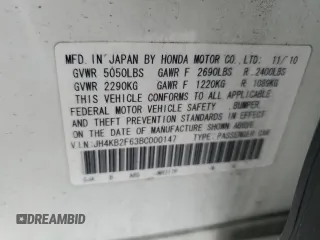 MFD. IN JAPAN BY HONDA MOTOR CO., LTD. 11/10
GVWR 5050LBS GAWR F 2690LBS R 2400LBS
GVWR 2290KG GAWR F 1220KG R 1089KG
THIS VEHICLE CONFORMS TO ALL APPLICABLE
FEDERAL MOTOR VEHICLE SAFETY, BUMPER,
AND THEFT PREVENTION STANDARDS IN
EFFECT ON THE DATE OF MANUFACTURE
SHOWN ABOVE.
V.I.N: JH4KB2F63BC000147
TYPE: PASSENGER CAR
DREAMBID.COM